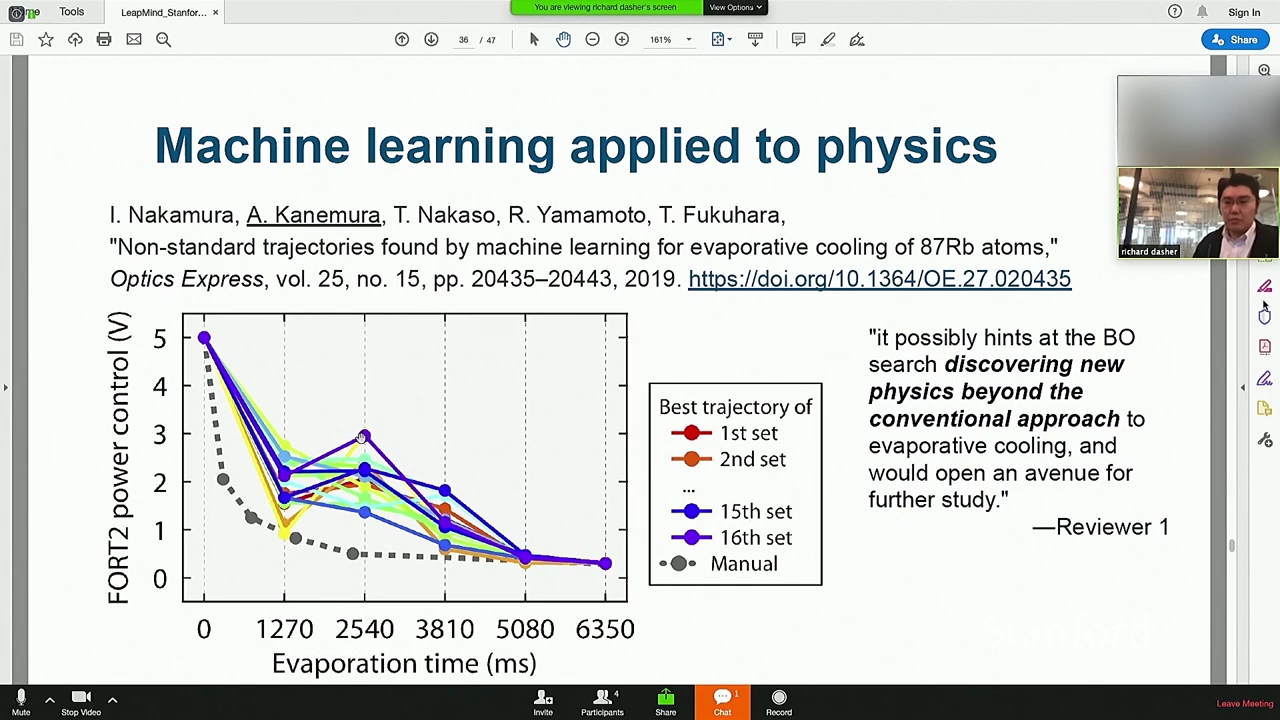 Tools
LeapMind_Stanfor... ×
You are viewing richard dasher's screen
View Options
Sign In
36 / 47
161%
Share
Machine learning applied to physics
I. Nakamura, A. Kanemura, T. Nakaso, R. Yamamoto, T. Fukuhara,
"Non-standard trajectories found by machine learning for evaporative cooling of 87Rb atoms,"
Optics Express, vol. 25, no. 15, pp. 20435–20443, 2019. https://doi.org/10.1364/OE.27.020435
richard dasher
FORT2 power control (V)
5
4
3
2
1
0
0 1270 2540 3810 5080 6350
Evaporation time (ms)
Best trajectory of
1st set
2nd set
...
15th set
16th set
Manual
"it possibly hints at the BO
search discovering new
physics beyond the
conventional approach to
evaporative cooling, and
would open an avenue for
further study."
—Reviewer 1
Stanford
Mute
Stop Video
Invite
Participants 4
Share
Chat 1
Record
Leave Meeting